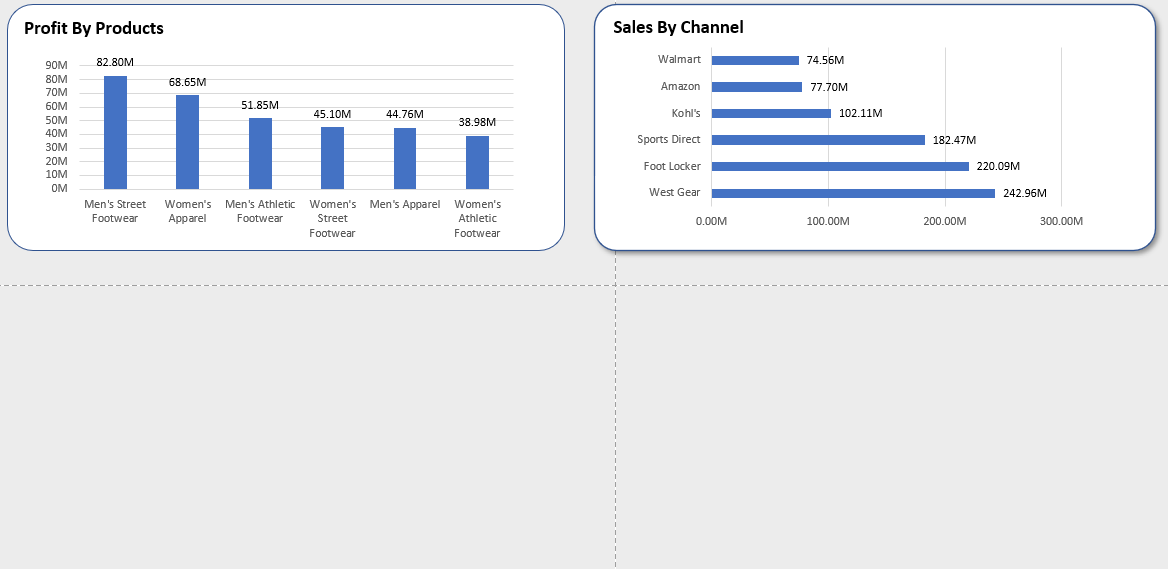 Profit By Products
82.80M
68.65M
51.85M
45.10M
44.76M
38.98M
90M
80M
70M
60M
50M
40M
30M
20M
10M
0M
Men's Street
Footwear
Women's
Apparel
Men's Athletic
Footwear
Women's
Street
Footwear
Men's Apparel
Women's
Athletic
Footwear
Sales By Channel
Walmart 74.56M
Amazon 77.70M
Kohl's 102.11M
Sports Direct 182.47M
Foot Locker 220.09M
West Gear 242.96M
0.00M 100.00M 200.00M 300.00M